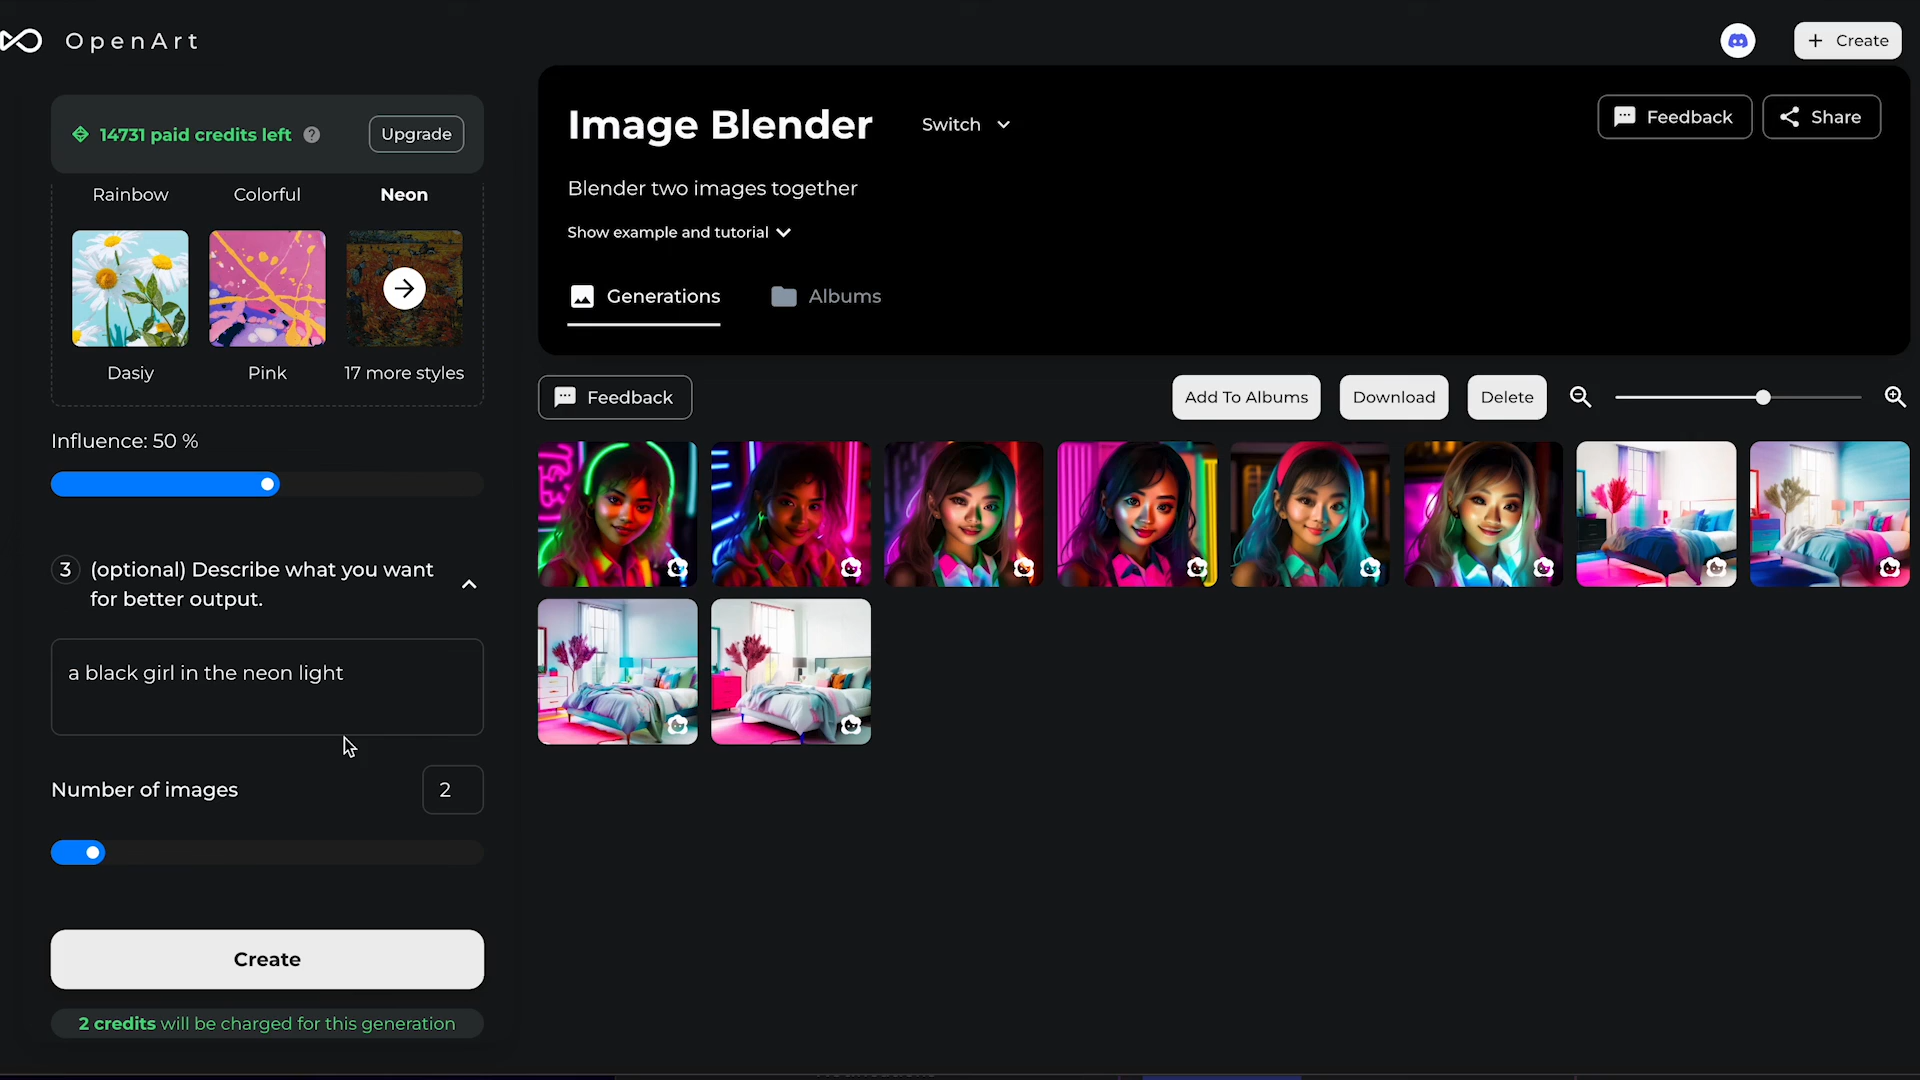 OpenArt
Create
14731 paid credits left
Upgrade
Rainbow
Colorful
Neon
Dasiy
Pink
17 more styles
Influence: 50 %
3
(optional) Describe what you want
for better output.
a black girl in the neon light
Number of images
2
Create
2 credits will be charged for this generation
Image Blender
Switch
Feedback
Share
Blender two images together
Show example and tutorial
Generations
Albums
Feedback
Add To Albums
Download
Delete